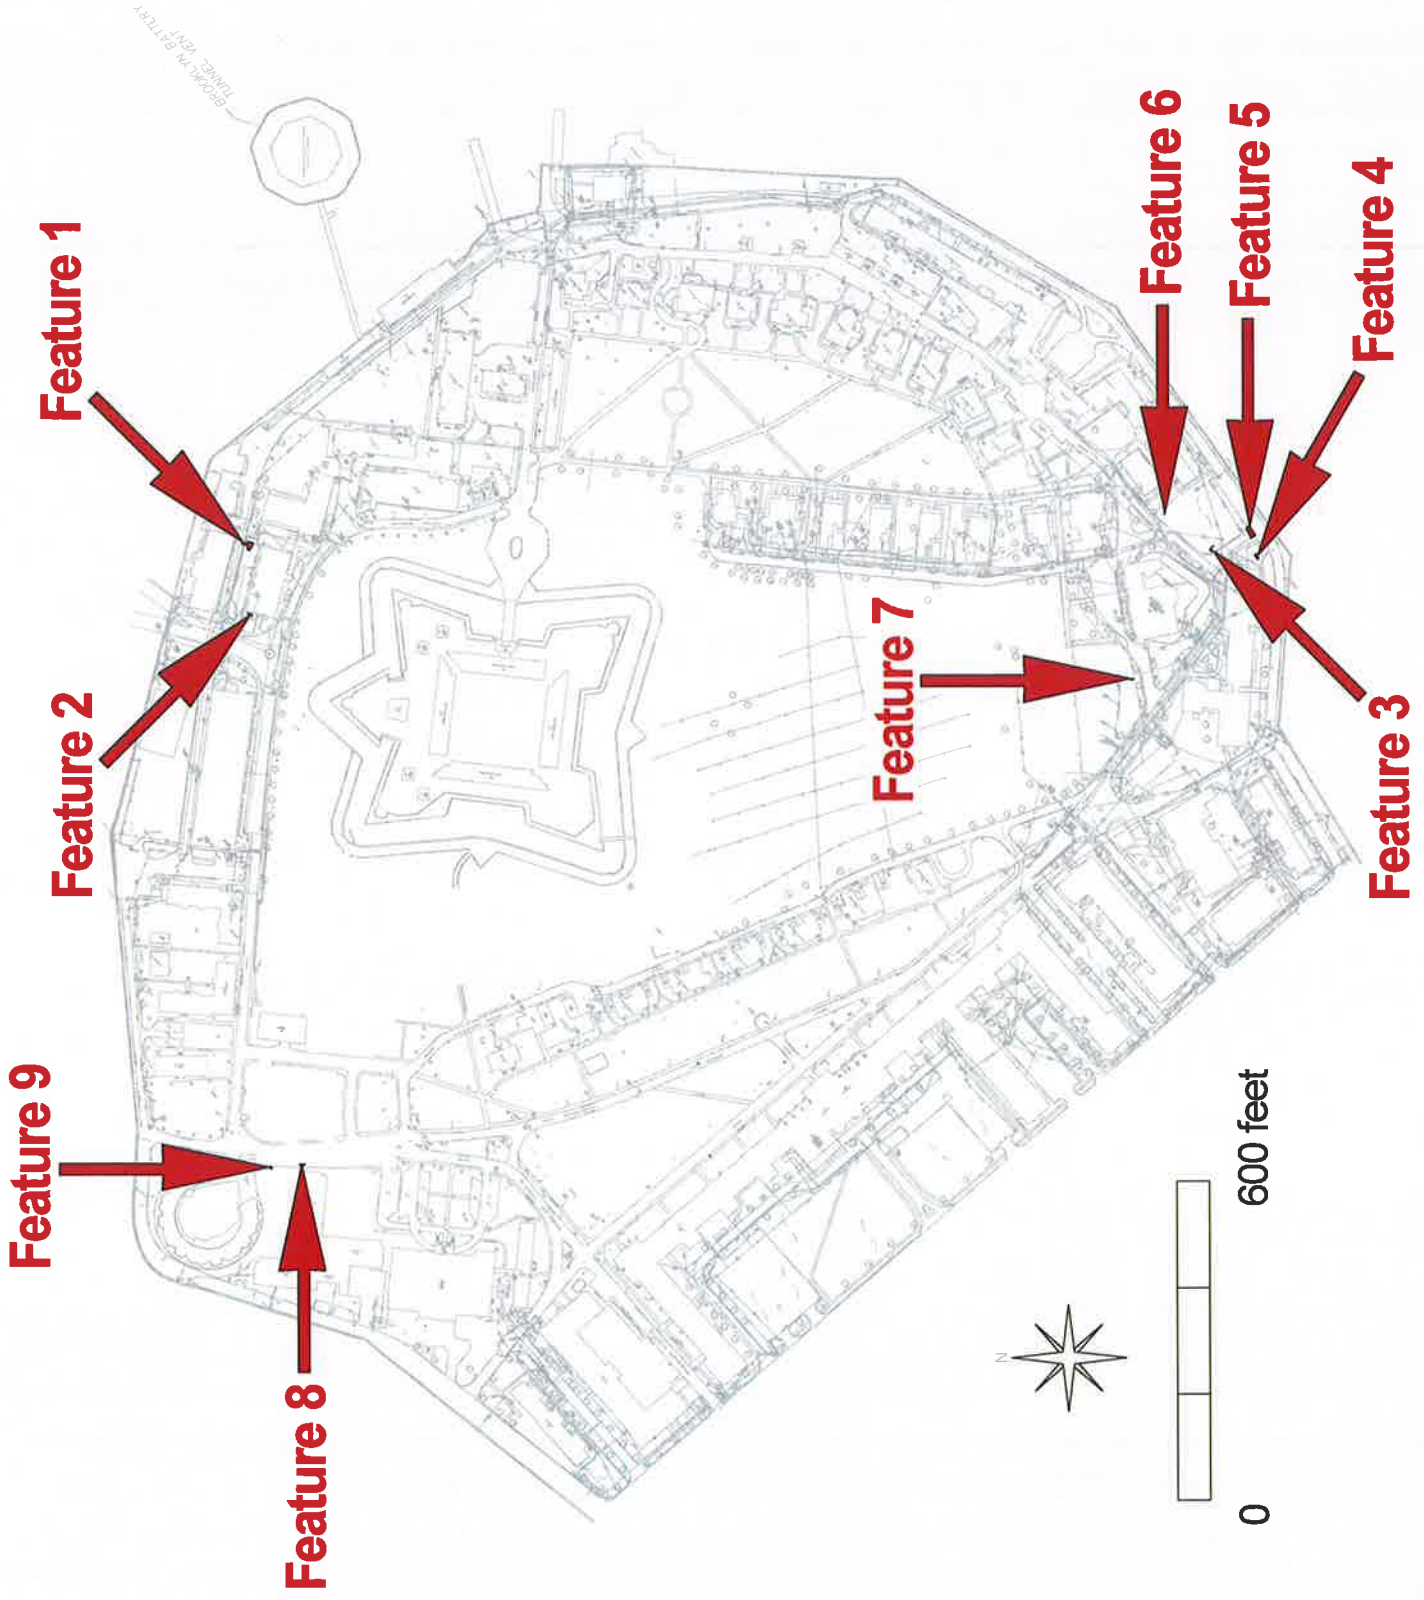 BROOKLYN BATTERY
TUNNEL VENT
Feature 1
Feature 2
Feature 3
Feature 4
Feature 5
Feature 6
Feature 7
Feature 8
Feature 9
N
0
600 feet